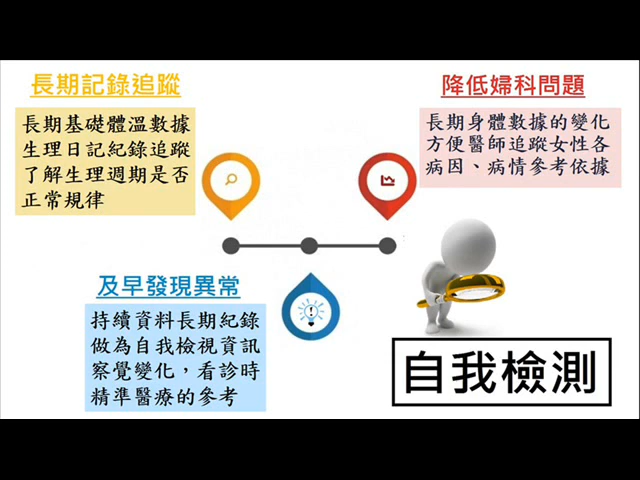 長期記錄追蹤
長期基礎體溫數據
生理日記紀錄追蹤
了解生理週期是否
正常規律
降低婦科問題
長期身體數據的變化
方便醫師追蹤女性各
病因、病情參考依據
及早發現異常
持續資料長期紀錄
做為自我檢視資訊
察覺變化，看診時
精準醫療的參考
自我檢測